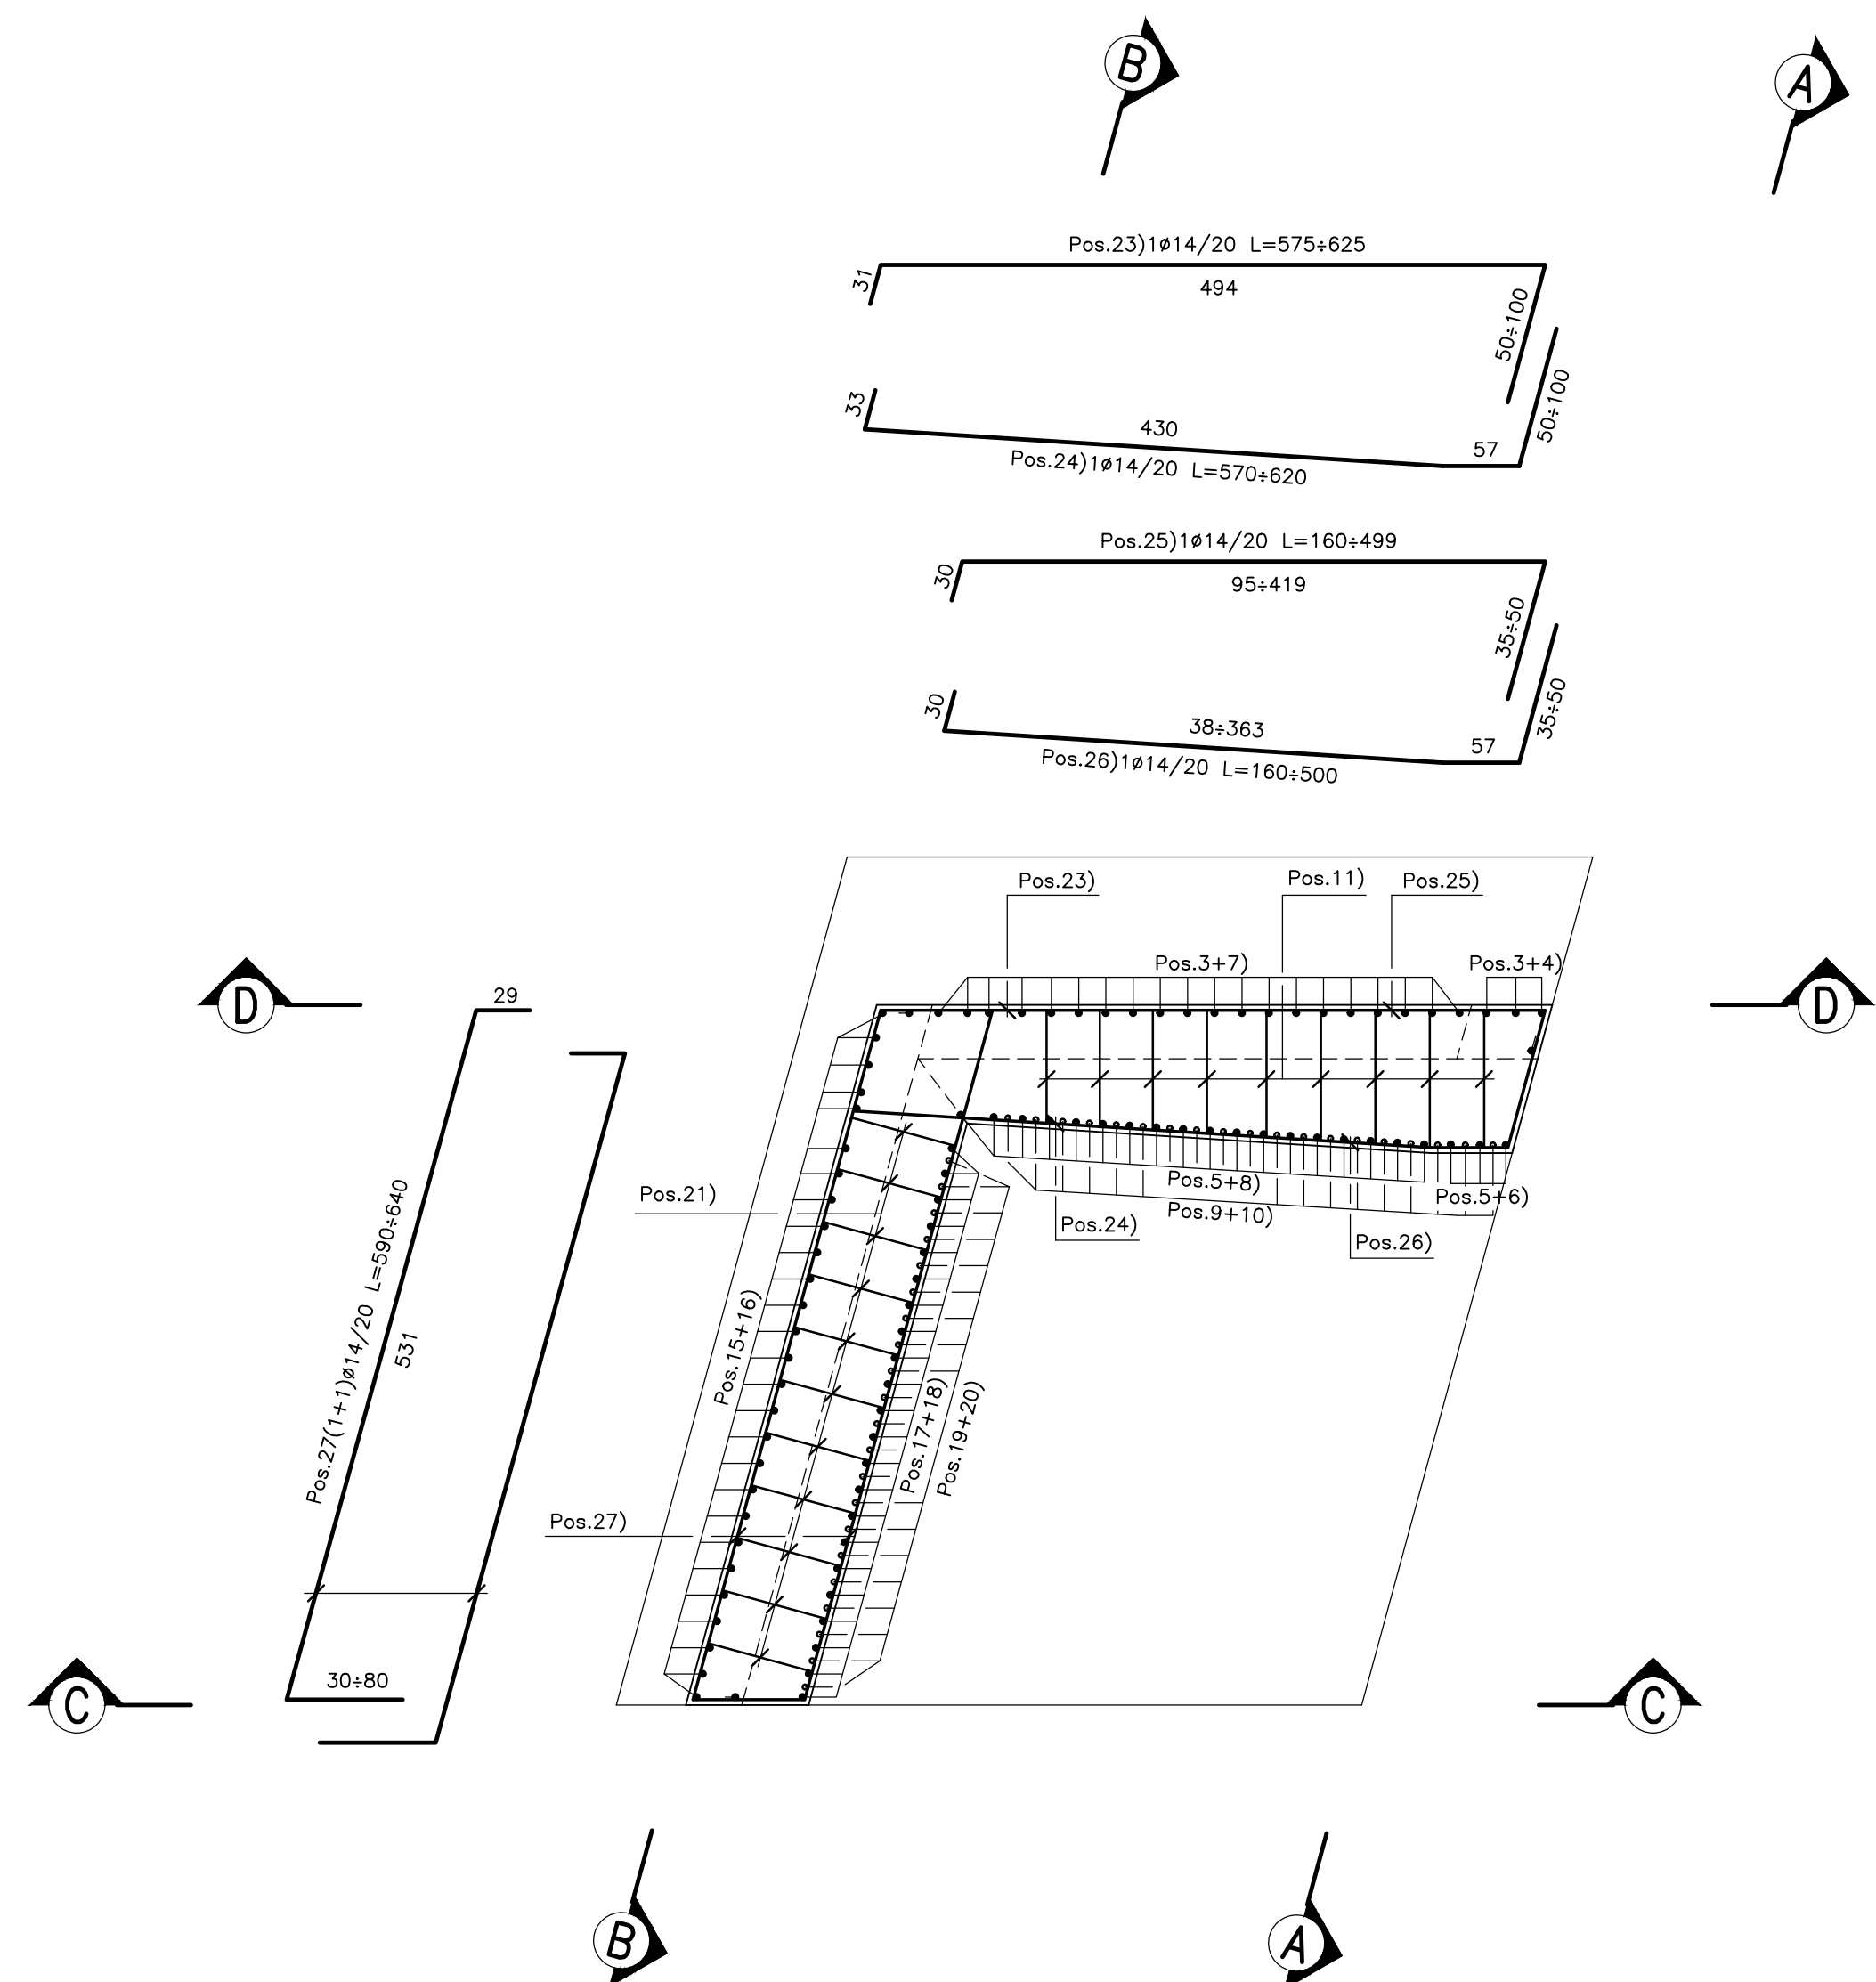 B
A
Pos.23)1ø14/20 L=575÷625
31
494
50÷100
33
430
57
50÷100
Pos.24)1ø14/20 L=570÷620
Pos.25)1ø14/20 L=160÷499
30
95÷419
35÷50
30
38÷363
57
35÷50
Pos.26)1ø14/20 L=160÷500
Pos.23)
Pos.11)
Pos.25)
Pos.3+7)
Pos.3+4)
D
D
29
Pos.21)
Pos.5+8)
Pos.5+6)
Pos.9+10)
Pos.24)
Pos.26)
Pos.27(1+1)ø14/20 L=590÷640
531
Pos.15+16)
Pos.17+18)
Pos.19+20)
Pos.27)
30÷80
C
C
B
A